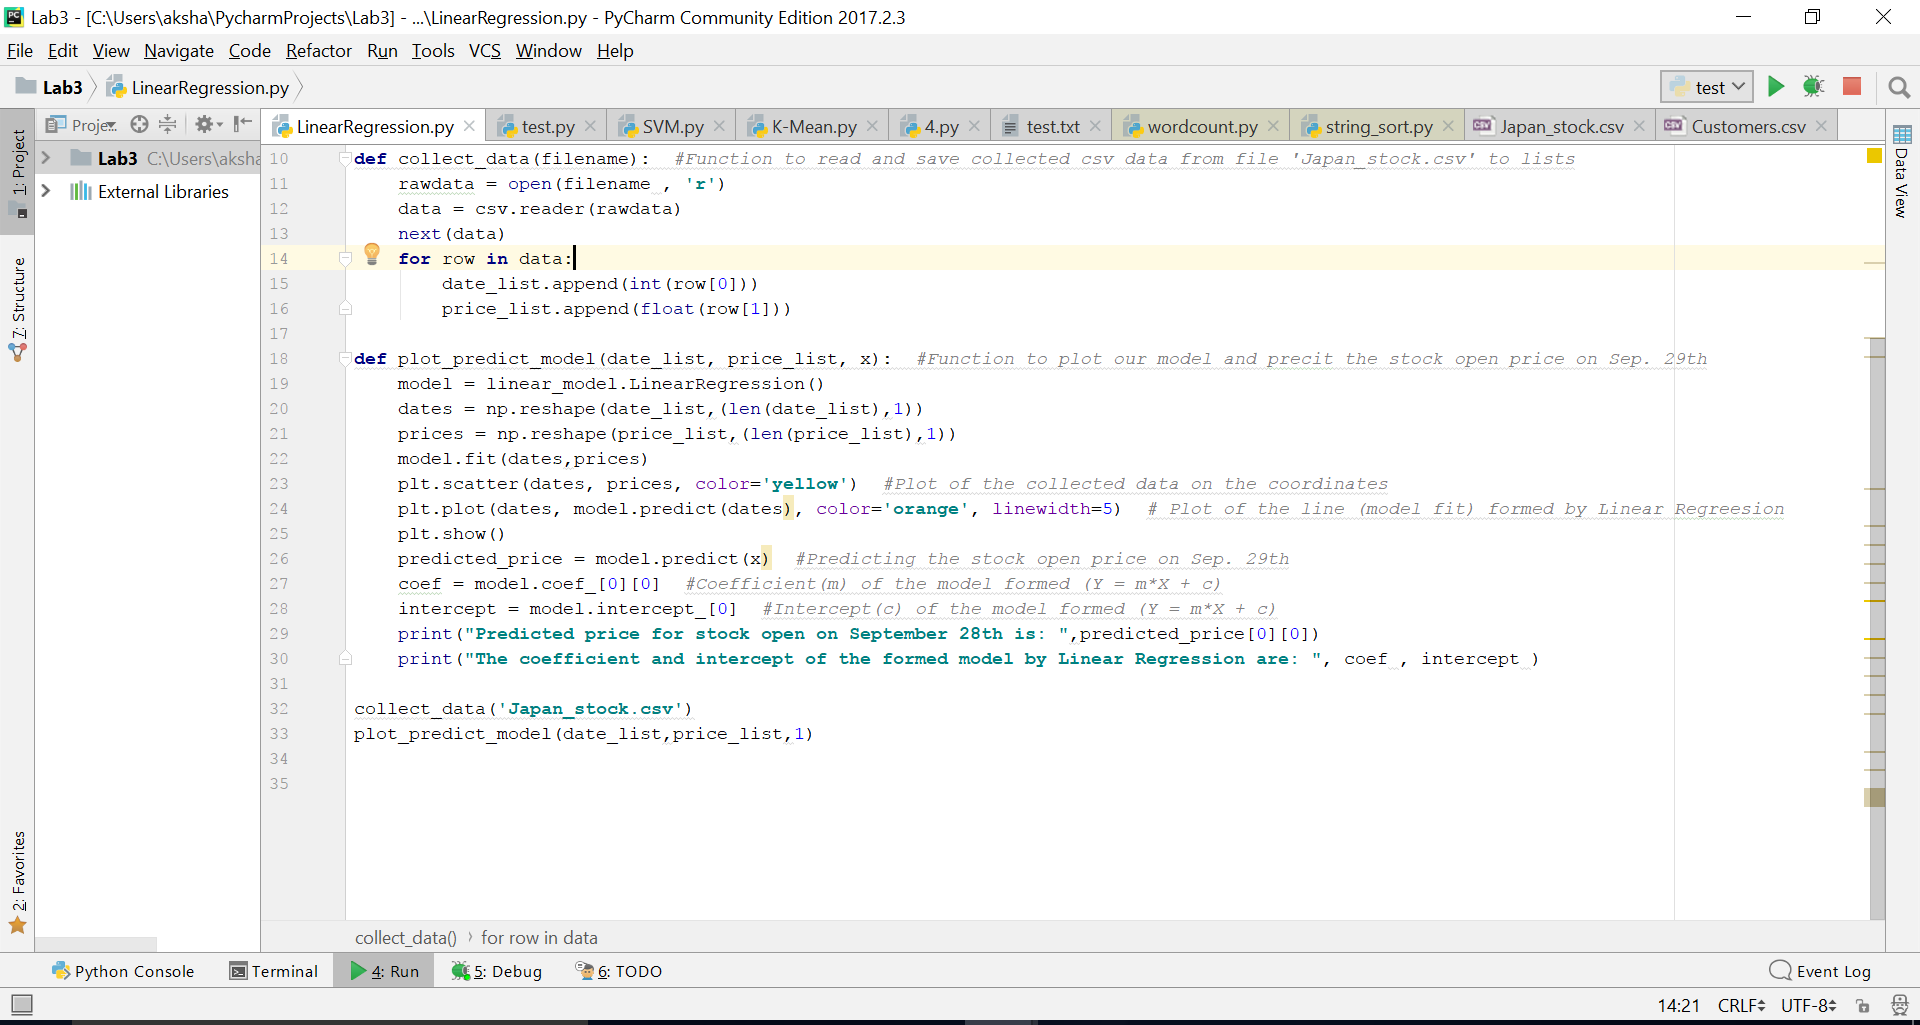 Lab3 - [C:\Users\aksha\PycharmProjects\Lab3] - ...\LinearRegression.py - PyCharm Community Edition 2017.2.3
File Edit View Navigate Code Refactor Run Tools VCS Window Help
Lab3 LinearRegression.py test
1: Project
7: Structure
2: Favorites
Data View
Proje
Lab3 C:\Users\aksha
External Libraries
LinearRegression.py test.py SVM.py K-Mean.py 4.py test.txt wordcount.py string_sort.py Japan_stock.csv Customers.csv
10 def collect_data(filename): #Function to read and save collected csv data from file 'Japan_stock.csv' to lists
11 rawdata = open(filename , 'r')
12 data = csv.reader(rawdata)
13 next(data)
14 for row in data:
15 date_list.append(int(row[0]))
16 price_list.append(float(row[1]))
17
18 def plot_predict_model(date_list, price_list, x): #Function to plot our model and precit the stock open price on Sep. 29th
19 model = linear_model.LinearRegression()
20 dates = np.reshape(date_list,(len(date_list),1))
21 prices = np.reshape(price_list,(len(price_list),1))
22 model.fit(dates,prices)
23 plt.scatter(dates, prices, color='yellow') #Plot of the collected data on the coordinates
24 plt.plot(dates, model.predict(dates), color='orange', linewidth=5) # Plot of the line (model fit) formed by Linear Regreesion
25 plt.show()
26 predicted_price = model.predict(x) #Predicting the stock open price on Sep. 29th
27 coef = model.coef_[0][0] #Coefficient(m) of the model formed (Y = m*X + c)
28 intercept = model.intercept_[0] #Intercept(c) of the model formed (Y = m*X + c)
29 print("Predicted price for stock open on September 28th is: ",predicted_price[0][0])
30 print("The coefficient and intercept of the formed model by Linear Regression are: ", coef , intercept )
31
32 collect_data('Japan_stock.csv')
33 plot_predict_model(date_list,price_list,1)
34
35
collect_data() › for row in data
Python Console Terminal 4: Run 5: Debug 6: TODO Event Log
14:21 CRLF UTF-8